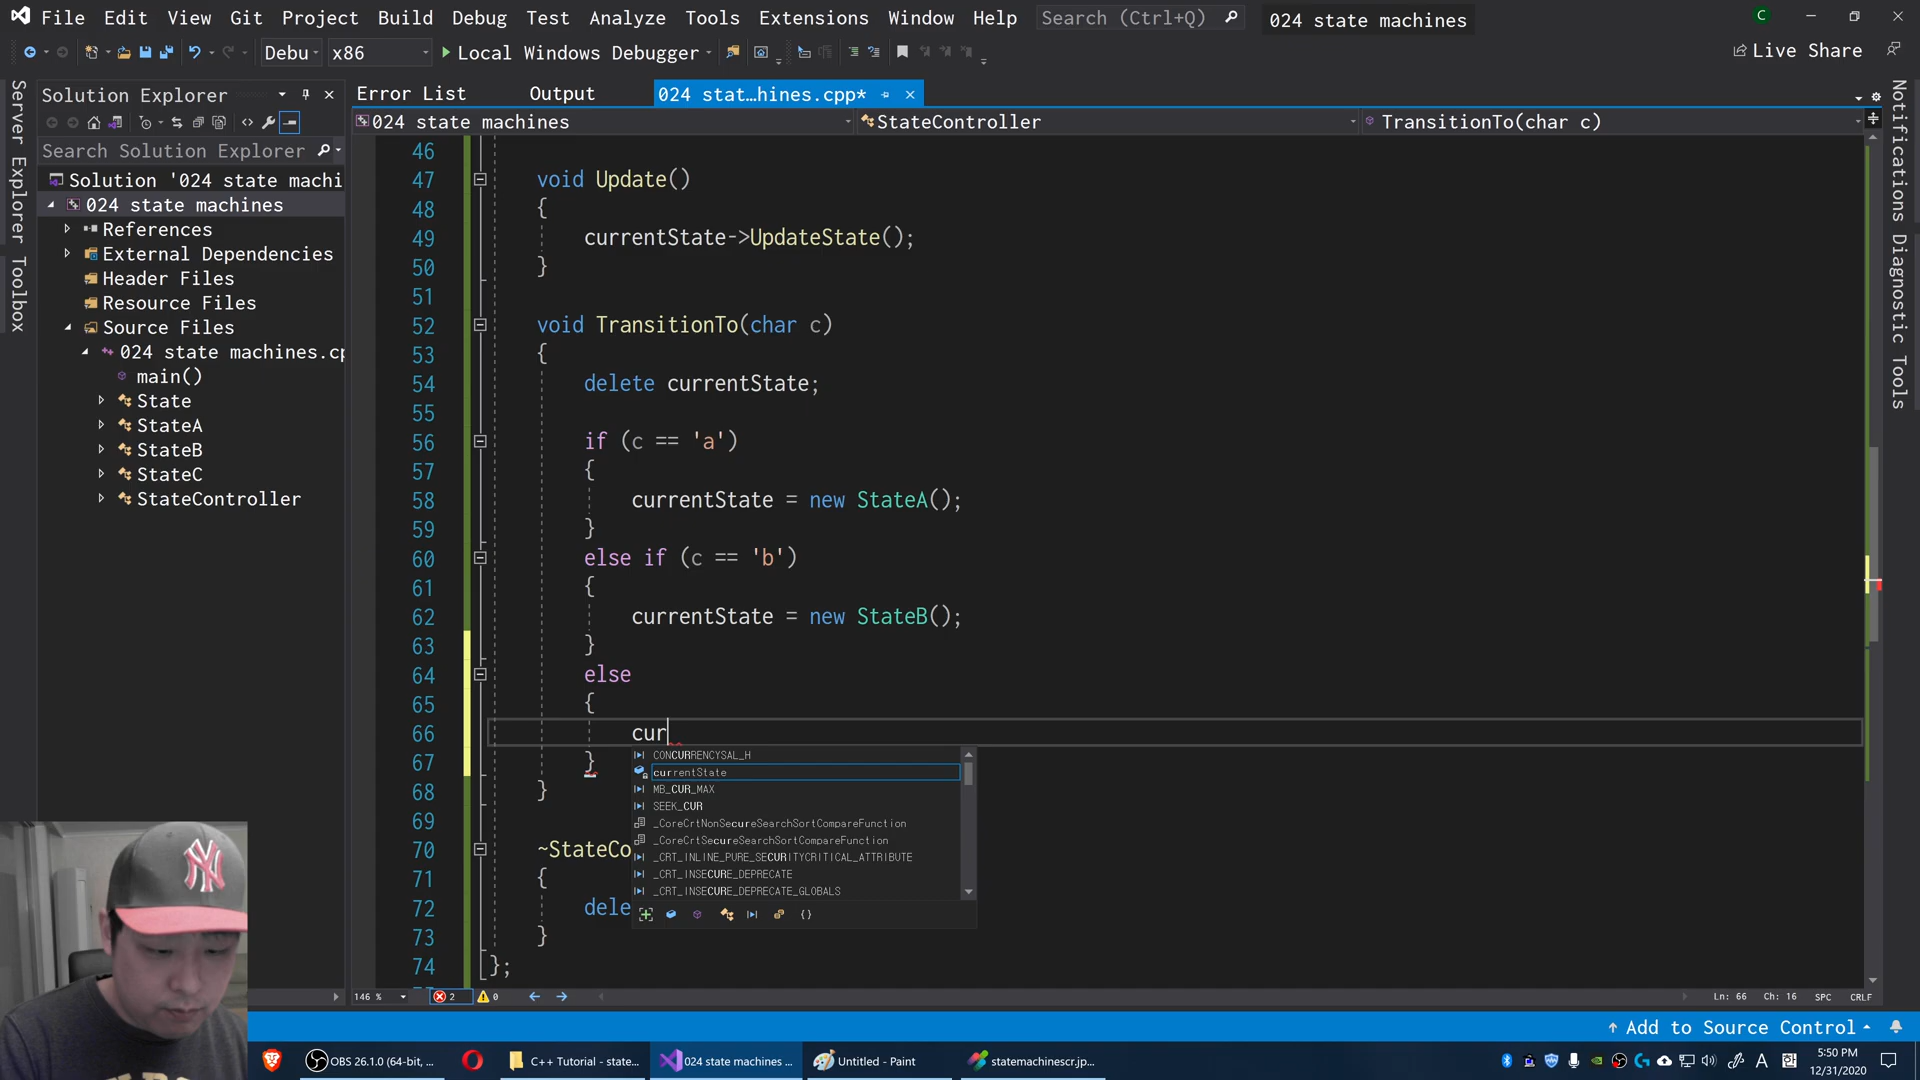 File Edit View Git Project Build Debug Test Analyze Tools Extensions Window Help Search (Ctrl+Q) 024 state machines C
Debu x86 Local Windows Debugger Live Share
Server Explorer
Toolbox
Solution Explorer
Search Solution Explorer
Solution '024 state machi
024 state machines
References
External Dependencies
Header Files
Resource Files
Source Files
024 state machines.cp
main()
State
StateA
StateB
StateC
StateController
Error List Output 024 stat...hines.cpp*
024 state machines StateController TransitionTo(char c)
46
47 void Update()
48 {
49 currentState->UpdateState();
50 }
51
52 void TransitionTo(char c)
53 {
54 delete currentState;
55
56 if (c == 'a')
57 {
58 currentState = new StateA();
59 }
60 else if (c == 'b')
61 {
62 currentState = new StateB();
63 }
64 else
65 {
66 cur
67 }
68 }
69
70 ~StateCo
71 {
72 dele
73 }
74 };
CONCURRENCYSAL_H
currentState
MB_CUR_MAX
SEEK_CUR
_CoreCrtNonSecureSearchSortCompareFunction
_CoreCrtSecureSearchSortCompareFunction
_CRT_INLINE_PURE_SECURITYCRITICAL_ATTRIBUTE
_CRT_INSECURE_DEPRECATE
_CRT_INSECURE_DEPRECATE_GLOBALS
{}
Notifications
Diagnostic Tools
146 % 2 0 Ln: 66 Ch: 16 SPC CRLF
Add to Source Control
OBS 26.1.0 (64-bit, ... C++ Tutorial - state... 024 state machines ... Untitled - Paint statemachinescr.jp... A 5:50 PM
12/31/2020